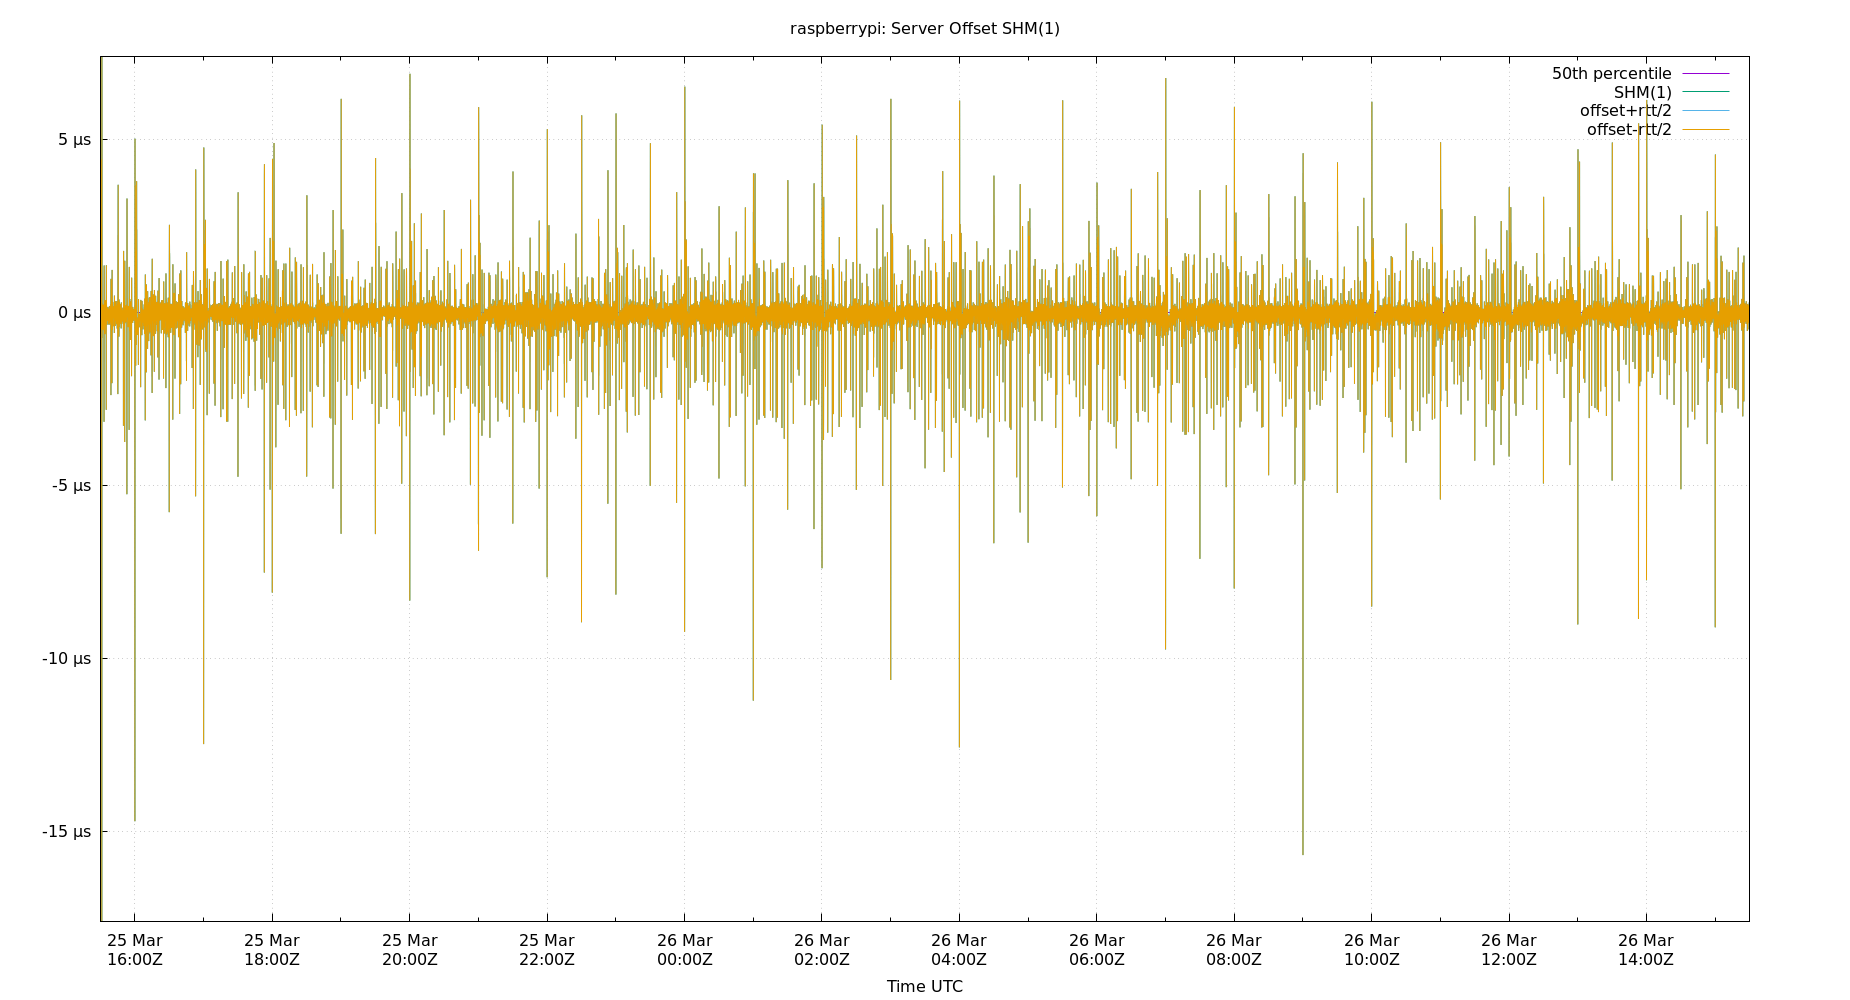 raspberrypi: Server Offset SHM(1)
50th percentile
SHM(1)
offset+rtt/2
offset-rtt/2
5 µs
0 µs
-5 µs
-10 µs
-15 µs
25 Mar 25 Mar 25 Mar 25 Mar 26 Mar 26 Mar 26 Mar 26 Mar 26 Mar 26 Mar 26 Mar 26 Mar
16:00Z 18:00Z 20:00Z 22:00Z 00:00Z 02:00Z 04:00Z 06:00Z 08:00Z 10:00Z 12:00Z 14:00Z
Time UTC